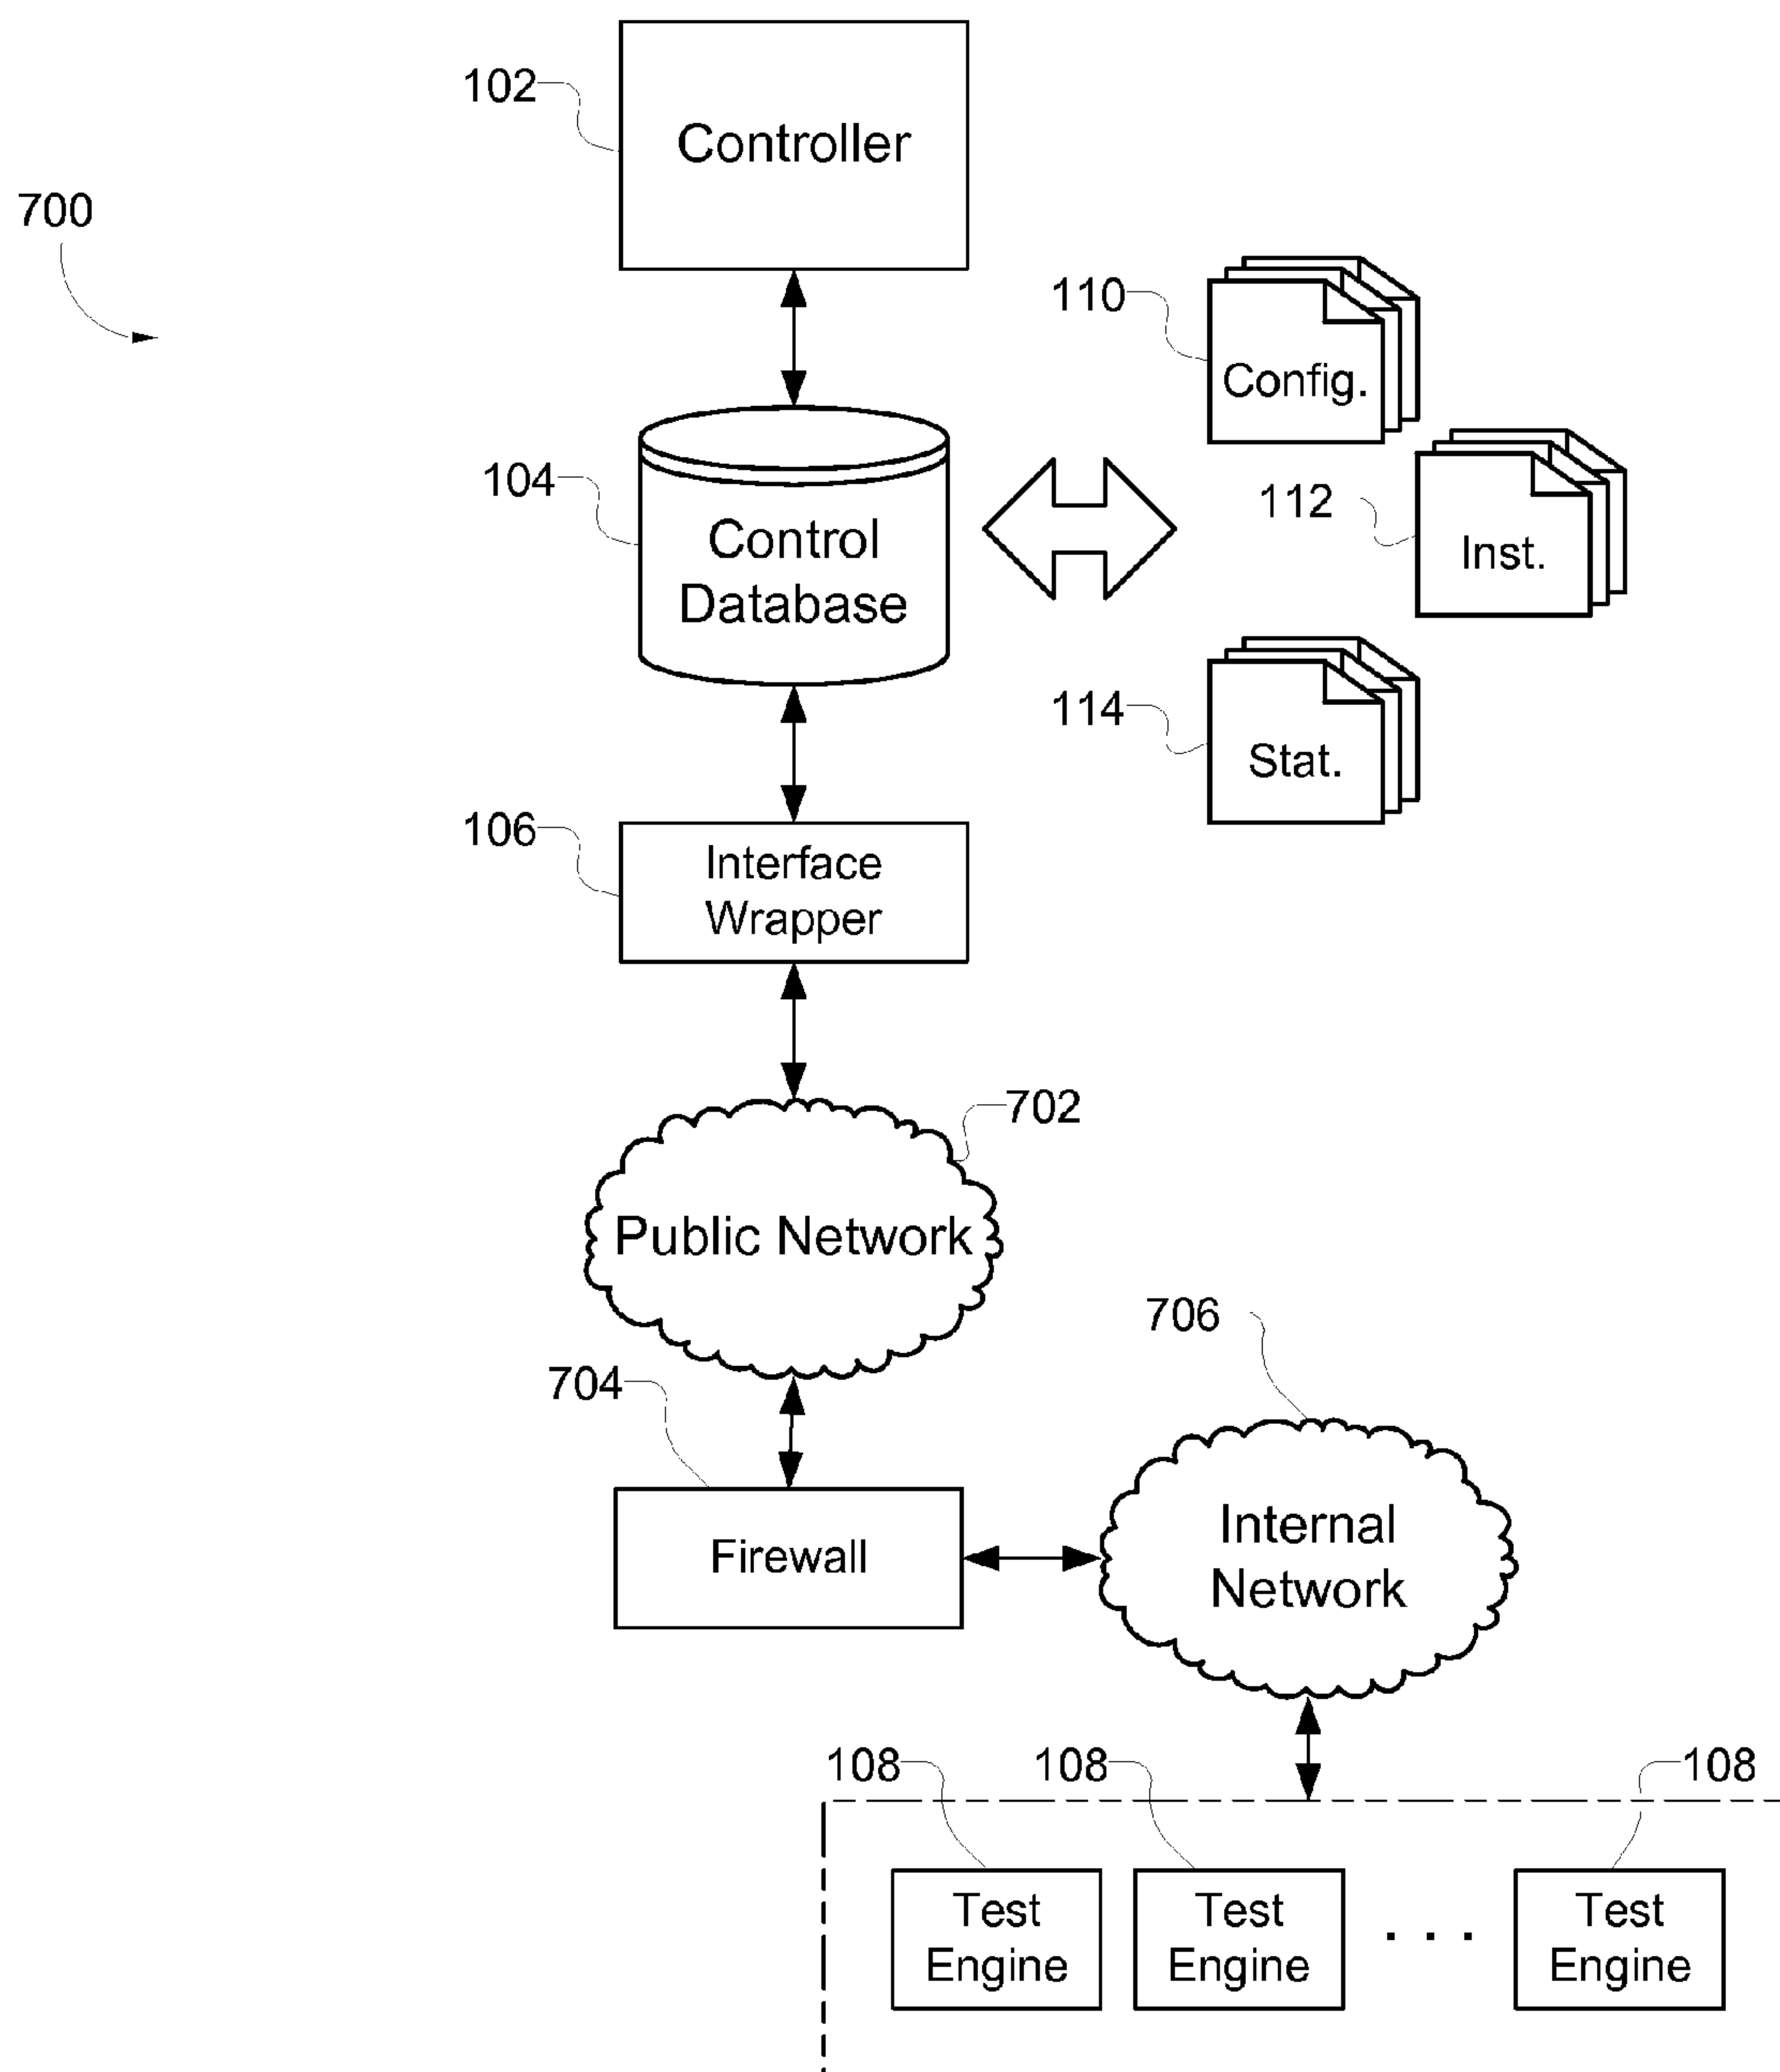 102
Controller
700
110
Config.
104
Control
Database
112
Inst.
114
Stat.
106
Interface
Wrapper
702
Public Network
706
704
Internal
Network
Firewall
108
108
108
Test
Engine
Test
Engine
. . .
Test
Engine